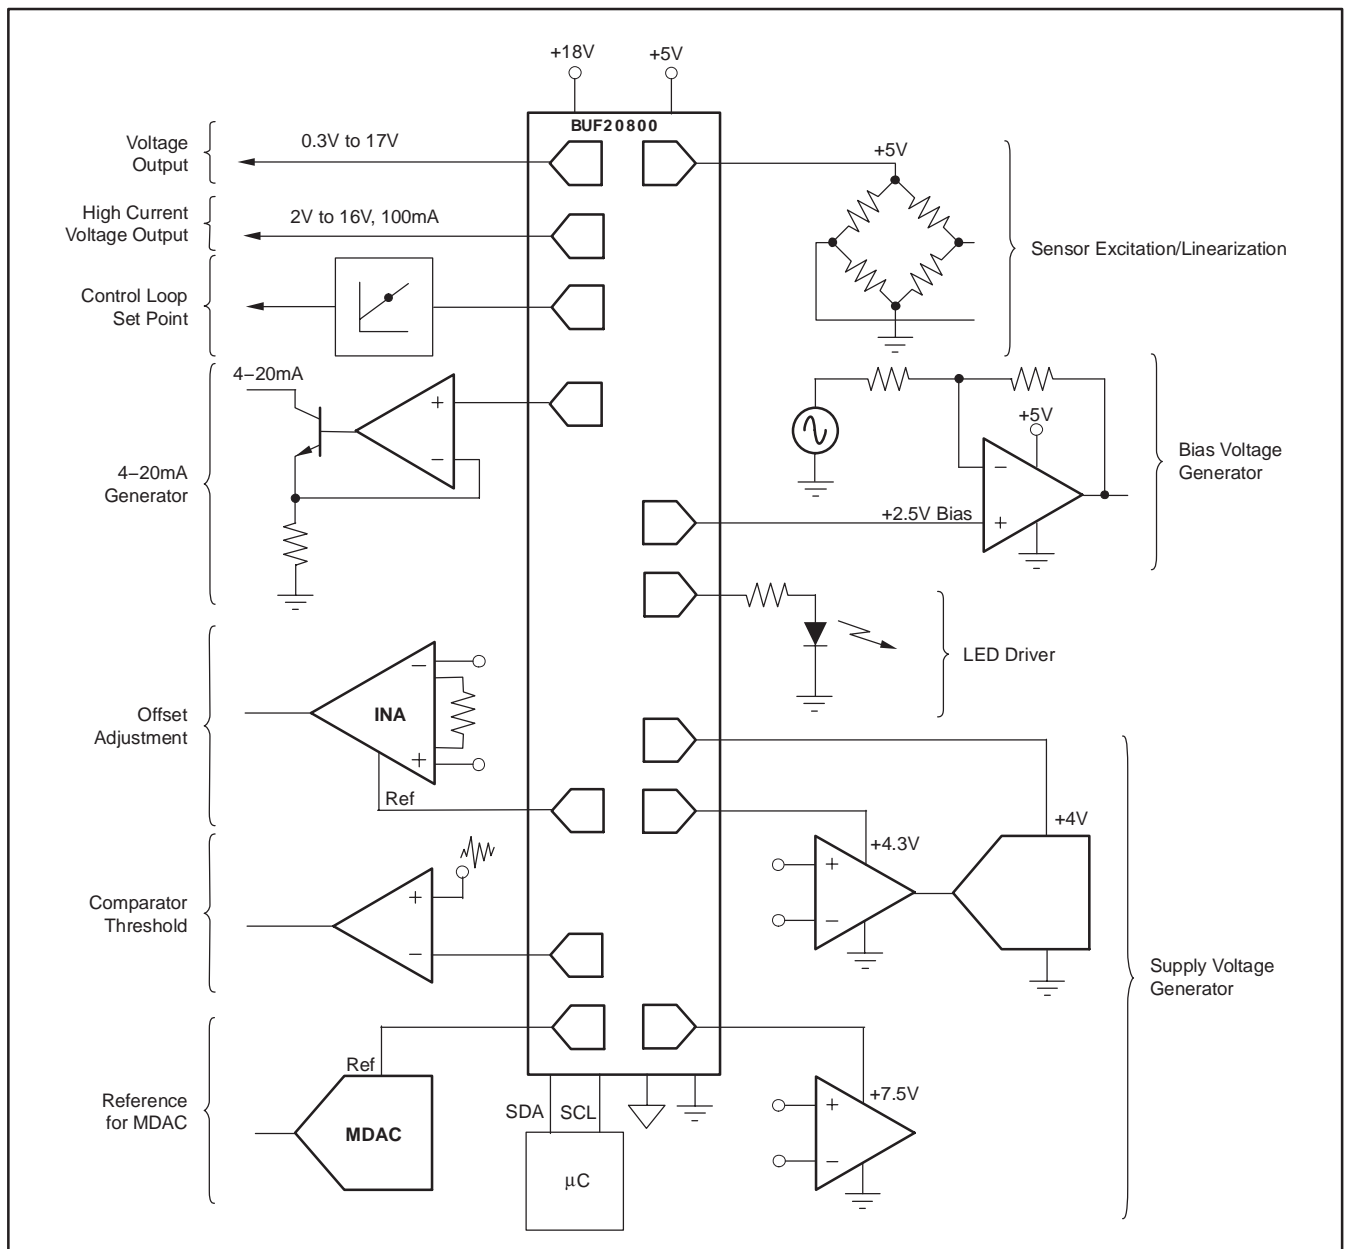 +18V
+5V
BUF20800
Voltage
Output
0.3V to 17V
High Current
Voltage Output
2V to 16V, 100mA
Control Loop
Set Point
4–20mA
+
−
4–20mA
Generator
+5V
Sensor Excitation/Linearization
+5V
−
+
+2.5V Bias
Bias Voltage
Generator
LED Driver
Offset
Adjustment
−
INA
+
Ref
Comparator
Threshold
+
−
+4V
+4.3V
+
−
Supply Voltage
Generator
+7.5V
+
−
Reference
for MDAC
Ref
MDAC
SDA
SCL
μC